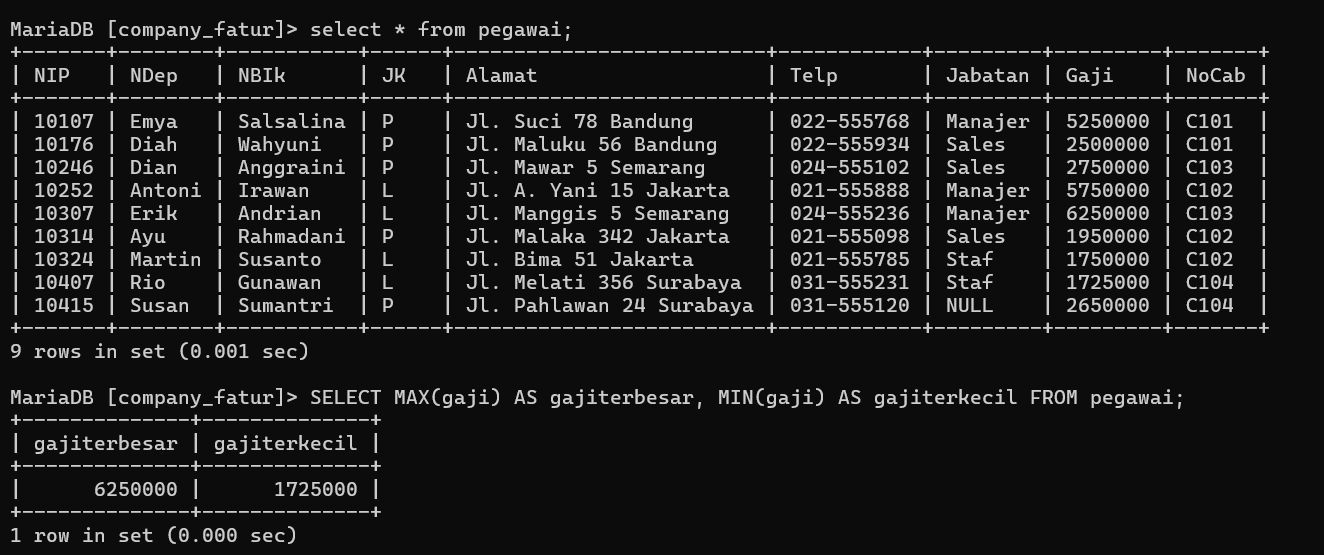 MariaDB [company_fatur]> select * from pegawai;
+-------+--------+-----------+------+--------------------------+------------+---------+---------+-------+
| NIP   | NDep   | NBIk      | JK   | Alamat                   | Telp       | Jabatan | Gaji    | NoCab |
+-------+--------+-----------+------+--------------------------+------------+---------+---------+-------+
| 10107 | Emya   | Salsalina | P    | Jl. Suci 78 Bandung      | 022-555768 | Manajer | 5250000 | C101  |
| 10176 | Diah   | Wahyuni   | P    | Jl. Maluku 56 Bandung    | 022-555934 | Sales   | 2500000 | C101  |
| 10246 | Dian   | Anggraini | P    | Jl. Mawar 5 Semarang     | 024-555102 | Sales   | 2750000 | C103  |
| 10252 | Antoni | Irawan    | L    | Jl. A. Yani 15 Jakarta   | 021-555888 | Manajer | 5750000 | C102  |
| 10307 | Erik   | Andrian   | L    | Jl. Manggis 5 Semarang   | 024-555236 | Manajer | 6250000 | C103  |
| 10314 | Ayu    | Rahmadani | P    | Jl. Malaka 342 Jakarta   | 021-555098 | Sales   | 1950000 | C102  |
| 10324 | Martin | Susanto   | L    | Jl. Bima 51 Jakarta      | 021-555785 | Staf    | 1750000 | C102  |
| 10407 | Rio    | Gunawan   | L    | Jl. Melati 356 Surabaya  | 031-555231 | Staf    | 1725000 | C104  |
| 10415 | Susan  | Sumantri  | P    | Jl. Pahlawan 24 Surabaya | 031-555120 | NULL    | 2650000 | C104  |
+-------+--------+-----------+------+--------------------------+------------+---------+---------+-------+
9 rows in set (0.001 sec)
MariaDB [company_fatur]> SELECT MAX(gaji) AS gajiterbesar, MIN(gaji) AS gajiterkecil FROM pegawai;
+--------------+--------------+
| gajiterbesar | gajiterkecil |
+--------------+--------------+
|      6250000 |      1725000 |
+--------------+--------------+
1 row in set (0.000 sec)